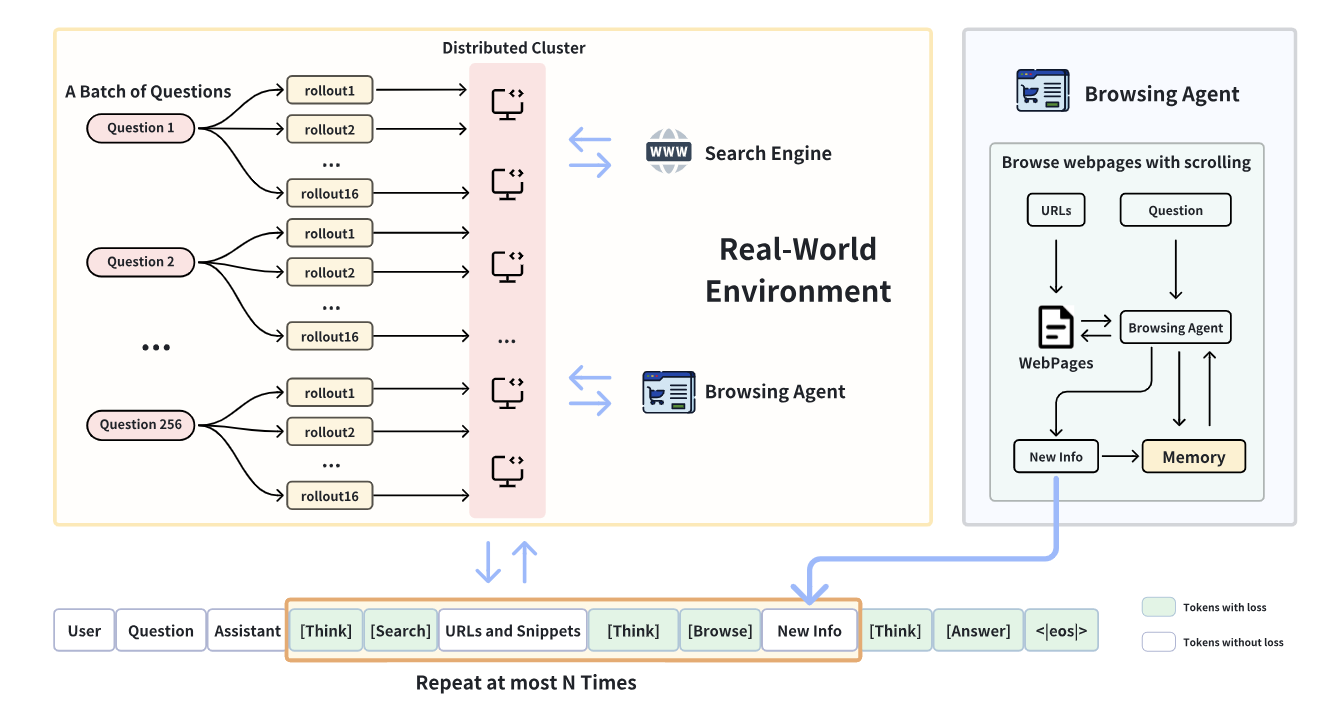 Distributed Cluster
A Batch of Questions
Question 1
rollout1
rollout2
...
rollout16
Question 2
rollout1
rollout2
...
rollout16
...
Question 256
rollout1
rollout2
...
rollout16
...
WWW
Search Engine
Real-World
Environment
Browsing Agent
Browsing Agent
Browse webpages with scrolling
URLs
Question
WebPages
Browsing Agent
New Info
Memory
User
Question
Assistant
[Think]
[Search]
URLs and Snippets
[Think]
[Browse]
New Info
[Think]
[Answer]
<|eos|>
Repeat at most N Times
Tokens with loss
Tokens without loss